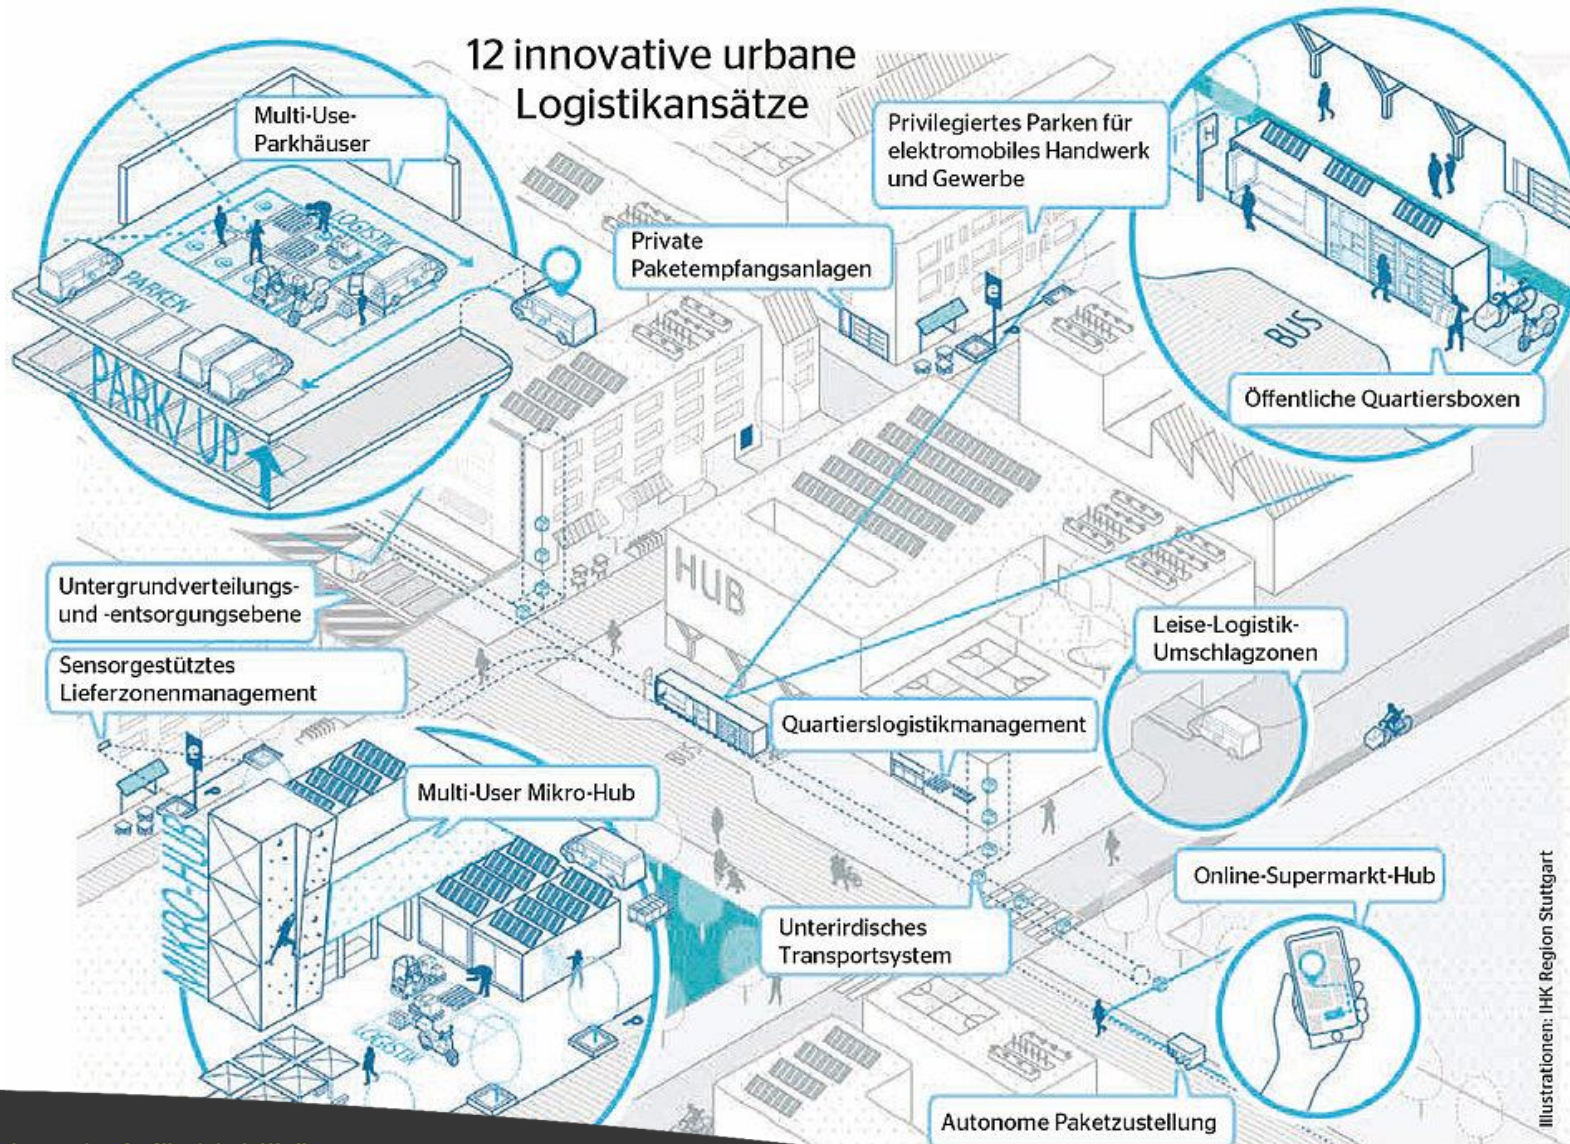 12 innovative urbane
Logistikansätze
Multi-Use-
Parkhäuser
Privilegiertes Parken für
elektromobiles Handwerk
und Gewerbe
Private
Paketempfangsanlagen
LOGISTIK
PARKEN
PARK/UP
H
e
BUS
Öffentliche Quartiersboxen
HUB
Untergrundverteilungs-
und -entsorgungsebene
Leise-Logistik-
Umschlagzonen
Sensorgestütztes
Lieferzonenmanagement
Quartierslogistikmanagement
BUS
e
Multi-User Mikro-Hub
MIKRO-HUB
Online-Supermarkt-Hub
Unterirdisches
Transportsystem
LOGISTIK
Autonome Paketzustellung
Illustrationen: IHK Region Stuttgart